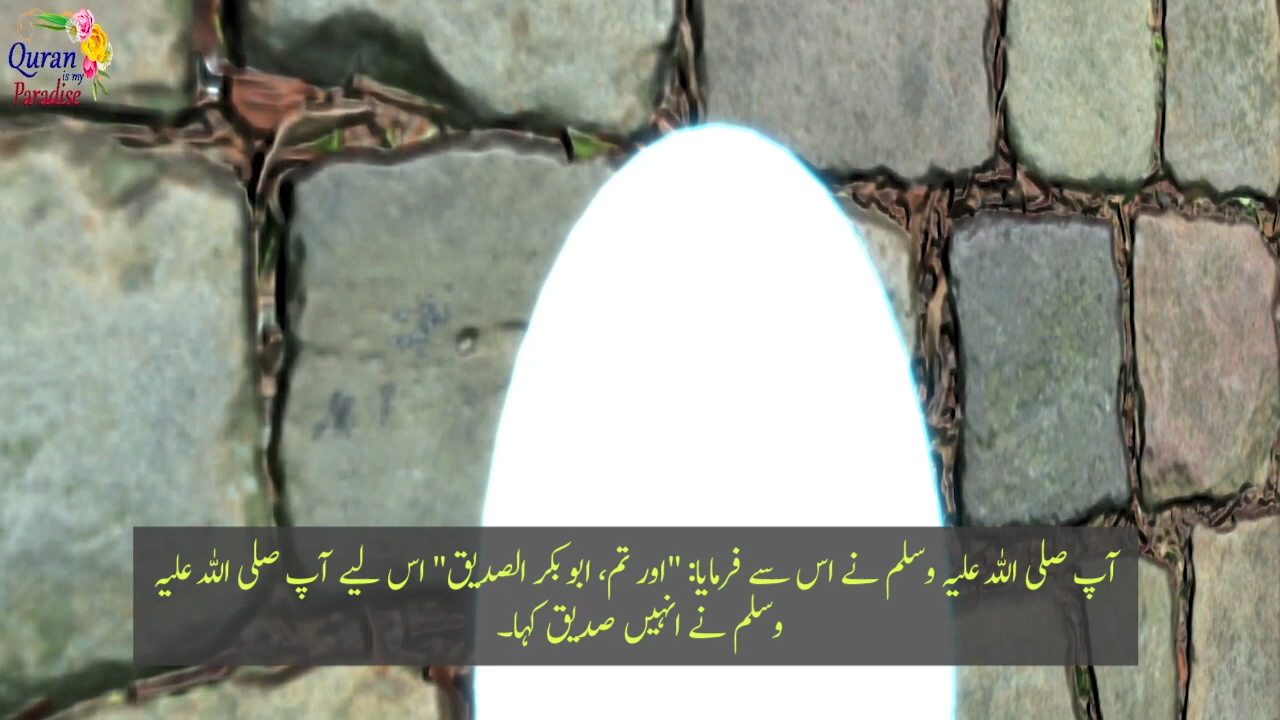 Quran
is my
Paradise
آپ صلی اللہ علیہ وسلم نے اس سے فرمایا: "اور تم، ابو بکر الصدیق" اس لیے آپ صلی اللہ علیہ
وسلم نے انہیں صدیق کہا۔